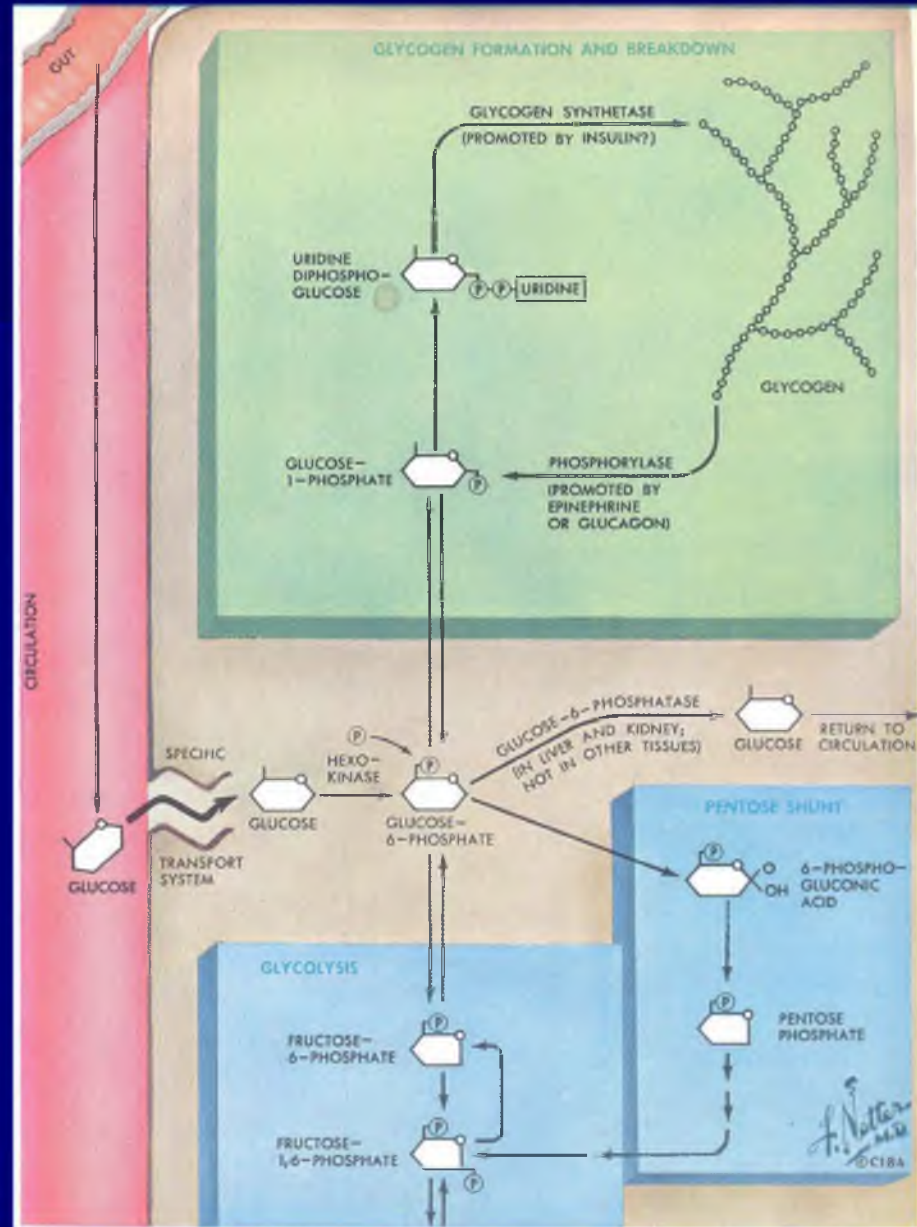 GUT
GLYCOGEN FORMATION AND BREAKDOWN
GLYCOGEN SYNTHETASE
(PROMOTED BY INSULIN?)
URIDINE
DIPHOSPHO-
GLUCOSE
P-P-URIDINE
GLYCOGEN
GLUCOSE-
1-PHOSPHATE
P
PHOSPHORYLASE
(PROMOTED BY
EPINEPHRINE
OR GLUCAGON)
CIRCULATION
GLUCOSE-6-PHOSPHATASE
(IN LIVER AND KIDNEY;
NOT IN OTHER TISSUES)
GLUCOSE
RETURN TO
CIRCULATION
SPECIFIC
TRANSPORT
SYSTEM
GLUCOSE
GLUCOSE
P
HEXO-
KINASE
P
GLUCOSE-
6-PHOSPHATE
PENTOSE SHUNT
P
O
OH
6-PHOSPHO-
GLUCONIC
ACID
P
PENTOSE
PHOSPHATE
GLYCOLYSIS
P
FRUCTOSE-
6-PHOSPHATE
P
FRUCTOSE-
1,6-PHOSPHATE
P
f. Netter
M.D.
©CIBA